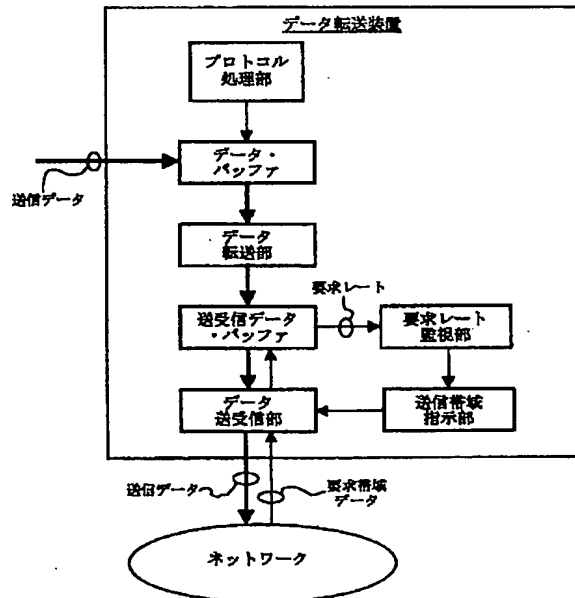 データ転送装置
プロトコル
処理部
データ・
バッファ
送信データ
データ
転送部
要求レート
送受信データ
・バッファ
要求レート
監視部
データ
送受信部
送信帯域
指示部
送信データ
要求帯域
データ
ネットワーク